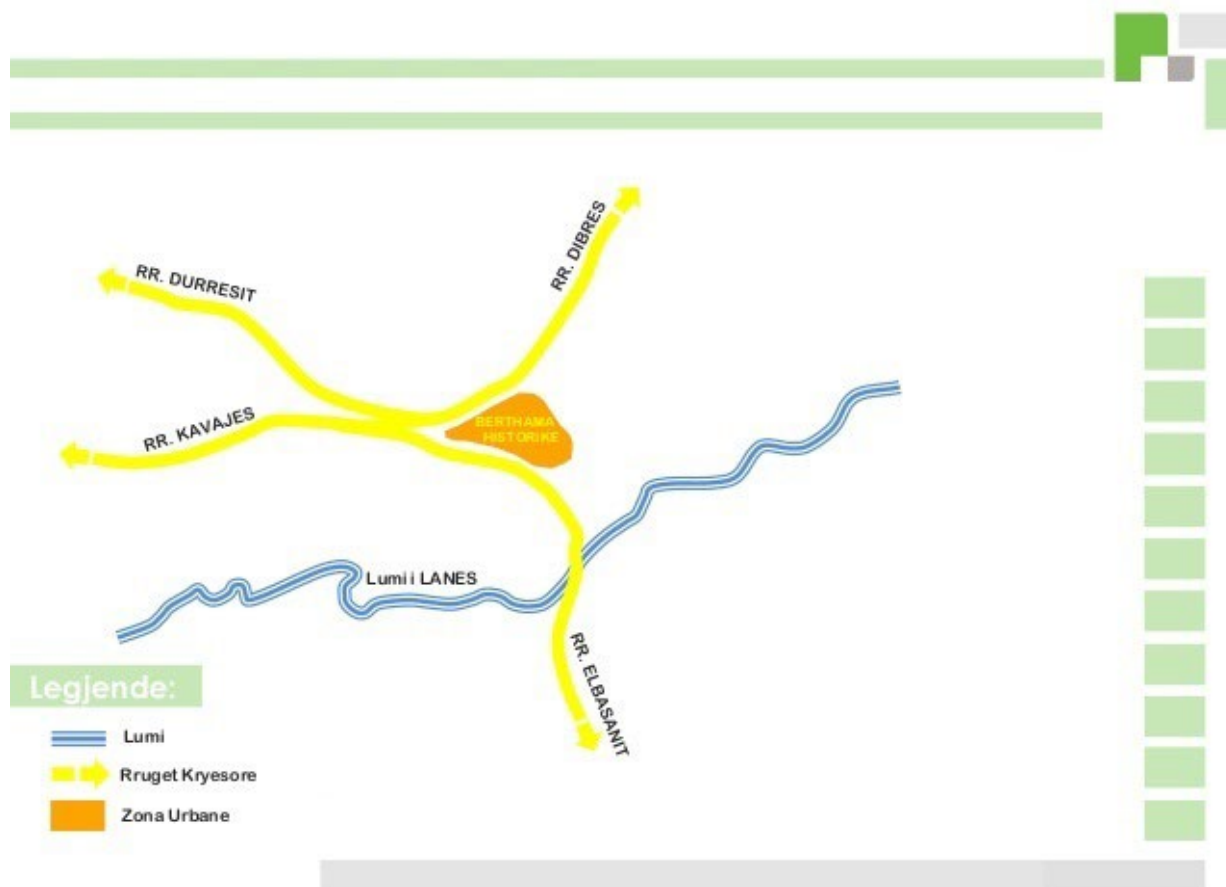 RR. DIBRES
RR. DURRESIT
RR. KAVAJES
BERTHAMA
HISTORIKE
Lumi i LANES
RR. ELBASANIT
Legjende:
Lumi
Rruget Kryesore
Zona Urbane